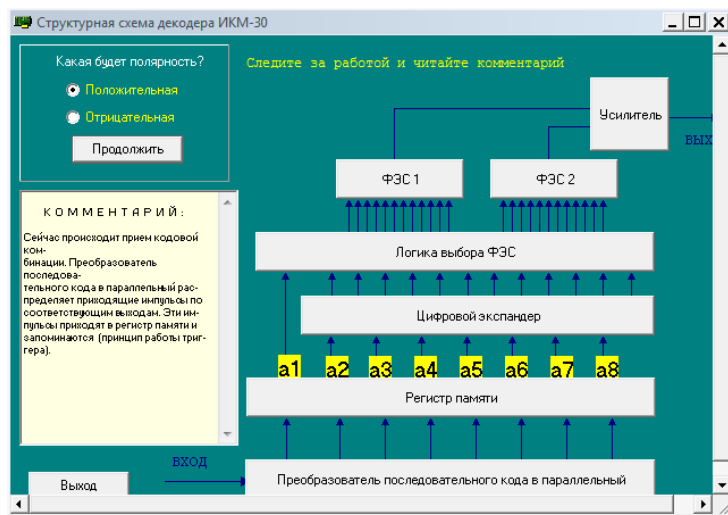 Структурная схема декодера ИКМ-30
Какая будет полярность?
Положительная
Отрицательная
Продолжить
Следите за работой и читайте комментарий
Усилитель
ВЫХ
ФЭС 1
ФЭС 2
КОММЕНТАРИЙ:
Сейчас происходит прием кодовой
ком-
бинации. Преобразователь
последова-
тельного кода в параллельный рас-
пределяет приходящие импульсы по
соответствующим выходам. Эти им-
пульсы приходят в регистр памяти и
запоминаются (принцип работы триг-
гера).
Логика выбора ФЭС
Цифровой экспандер
a1 a2 a3 a4 a5 a6 a7 a8
Регистр памяти
ВХОД
Преобразователь последовательного кода в параллельный
Выход